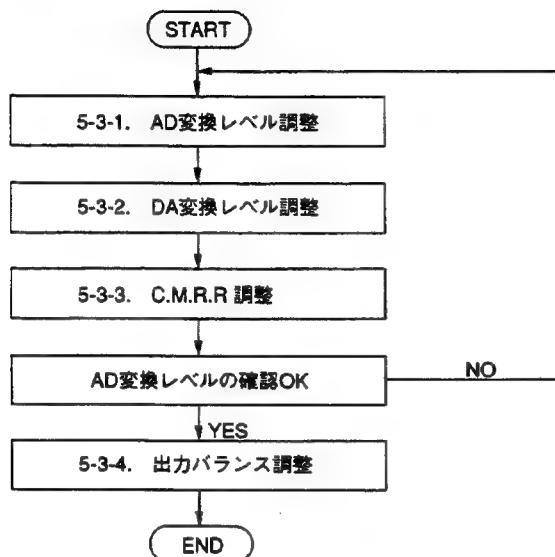 START
5-3-1. AD変換レベル調整
5-3-2. DA変換レベル調整
5-3-3. C.M.R.R 調整
AD変換レベルの確認OK
NO
YES
5-3-4. 出力バランス調整
END